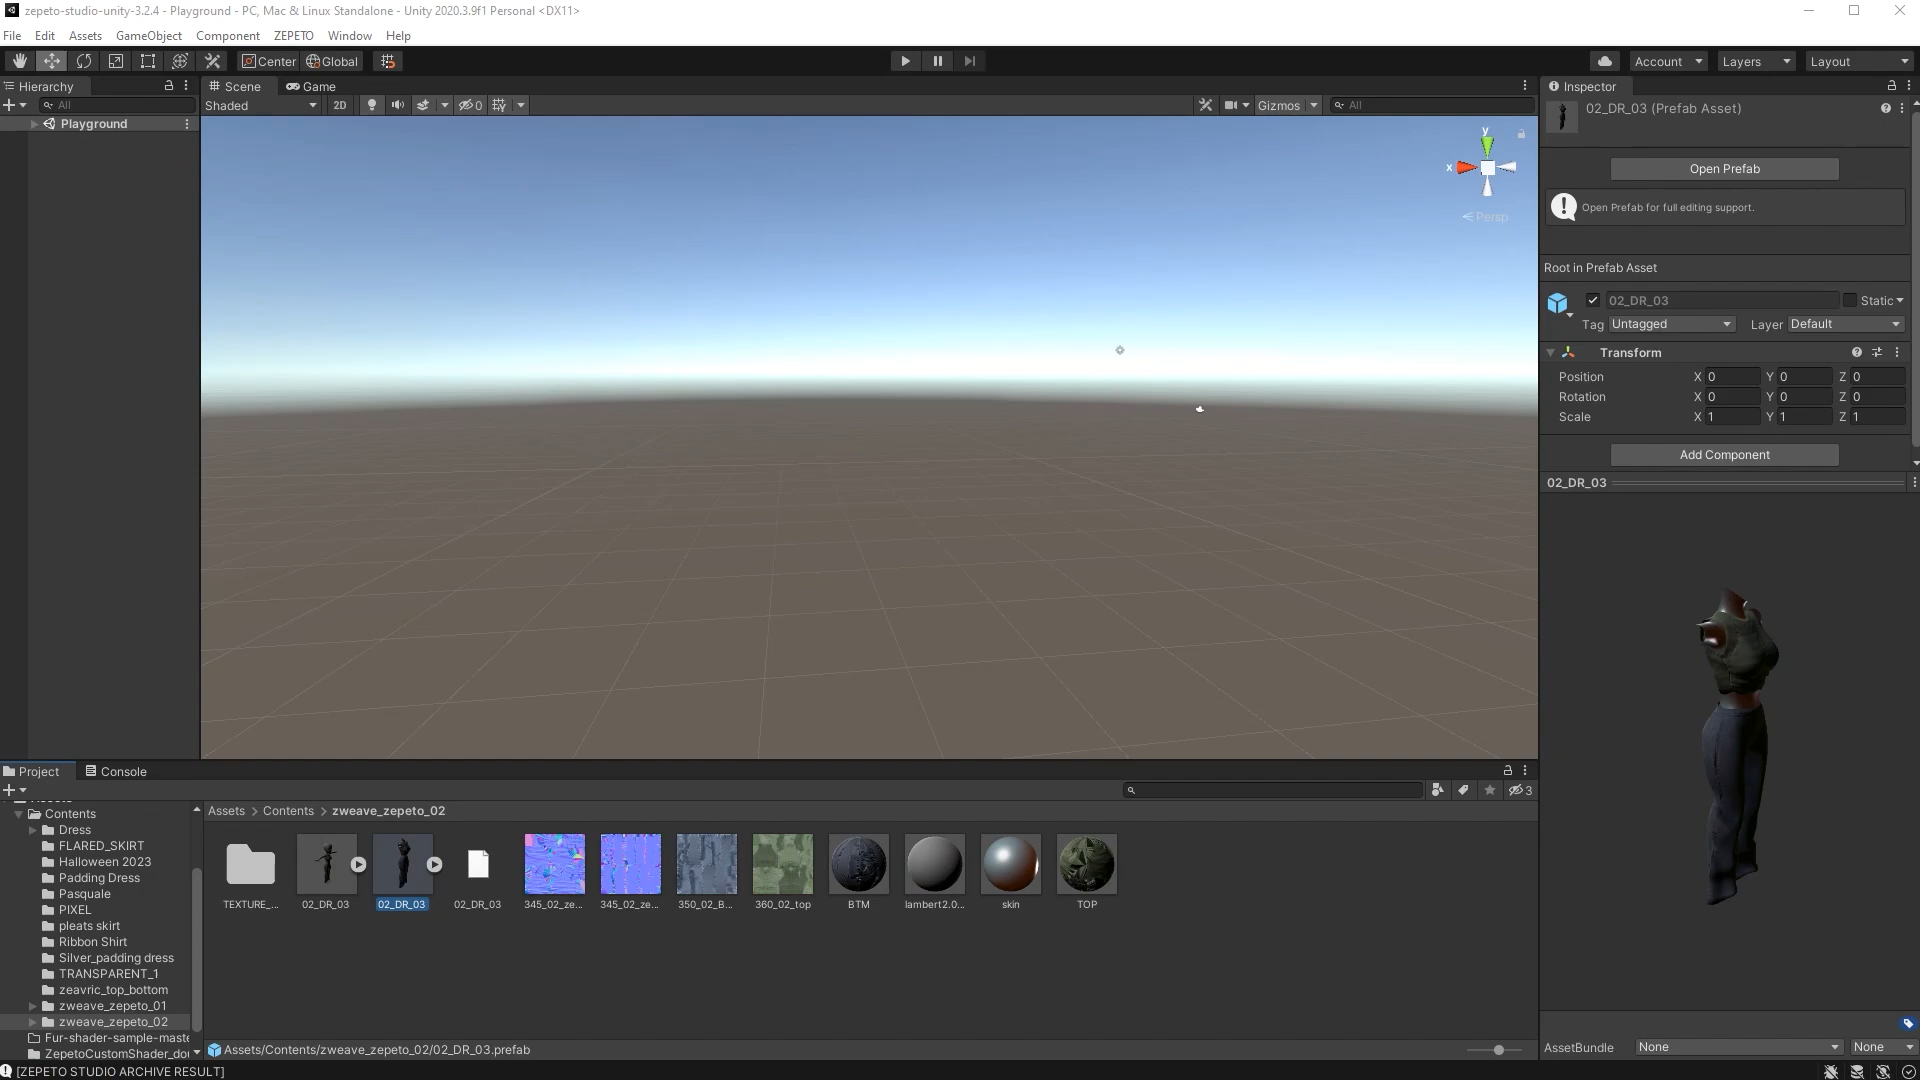 zepeto-studio-unity-3.2.4 - Playground - PC, Mac & Linux Standalone - Unity 2020.3.9f1 Personal <DX11>
File Edit Assets GameObject Component ZEPETO Window Help
Center Global Account Layers Layout
Hierarchy Scene Game Inspector
All Shaded 2D 0 Gizmos All
02_DR_03 (Prefab Asset)
Playground
y
x
Persp
Open Prefab
Open Prefab for full editing support.
Root in Prefab Asset
02_DR_03 Static
Tag Untagged Layer Default
Transform
Position X 0 Y 0 Z 0
Rotation X 0 Y 0 Z 0
Scale X 1 Y 1 Z 1
Add Component
02_DR_03
Project Console
3
Assets > Contents > zweave_zepeto_02
Contents
Dress
FLARED_SKIRT
Halloween 2023
Padding Dress
Pasquale
PIXEL
pleats skirt
Ribbon Shirt
Silver_padding dress
TRANSPARENT_1
zeavric_top_bottom
zweave_zepeto_01
zweave_zepeto_02
Fur-shader-sample-maste
ZepetoCustomShader_do
TEXTURE_... 02_DR_03 02_DR_03 02_DR_03 345_02_ze... 345_02_ze... 350_02_B... 360_02_top BTM lambert2.0... skin TOP
Assets/Contents/zweave_zepeto_02/02_DR_03.prefab
AssetBundle None None
[ZEPETO STUDIO ARCHIVE RESULT]